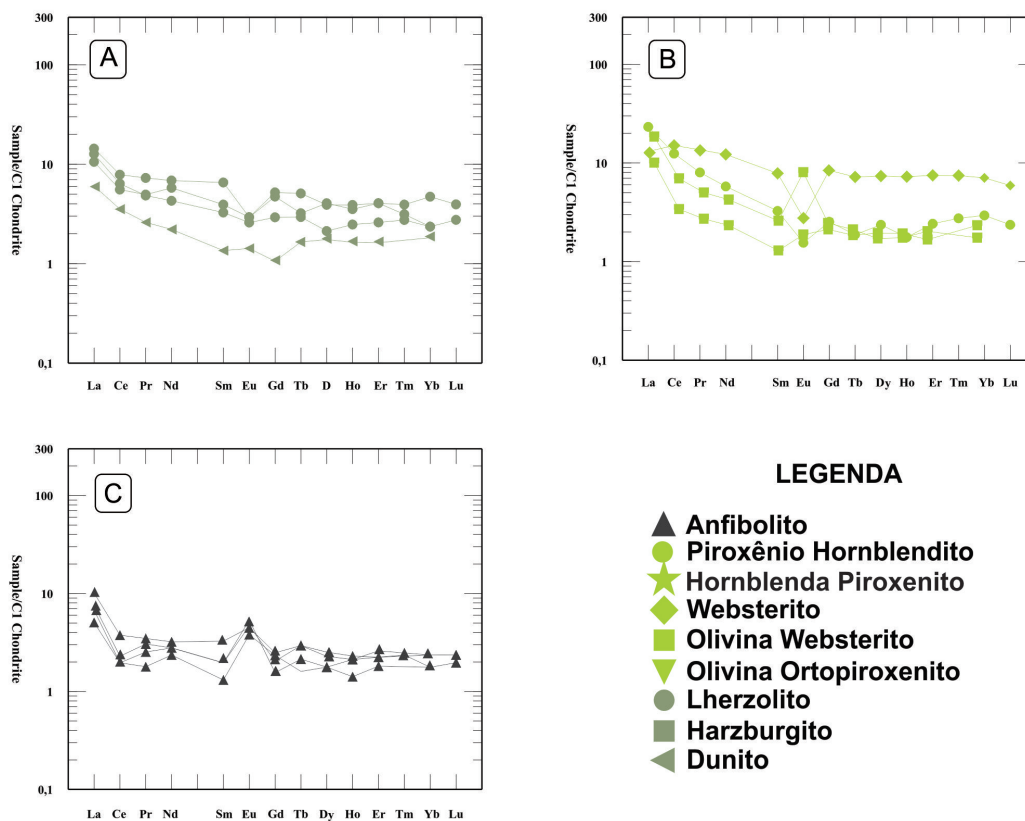 A
300
100
10
1
0,1
Sample/C1 Chondrite
La Ce Pr Nd Sm Eu Gd Tb D Ho Er Tm Yb Lu
B
300
100
10
1
0,1
Sample/C1 Chondrite
La Ce Pr Nd Sm Eu Gd Tb Dy Ho Er Tm Yb Lu
C
300
100
10
1
0,1
Sample/C1 Chondrite
La Ce Pr Nd Sm Eu Gd Tb Dy Ho Er Tm Yb Lu
LEGENDA
Anfibolito
Piroxênio Hornblendito
Hornblenda Piroxenito
Websterito
Olivina Websterito
Olivina Ortopiroxenito
Lherzolito
Harzburgito
Dunito